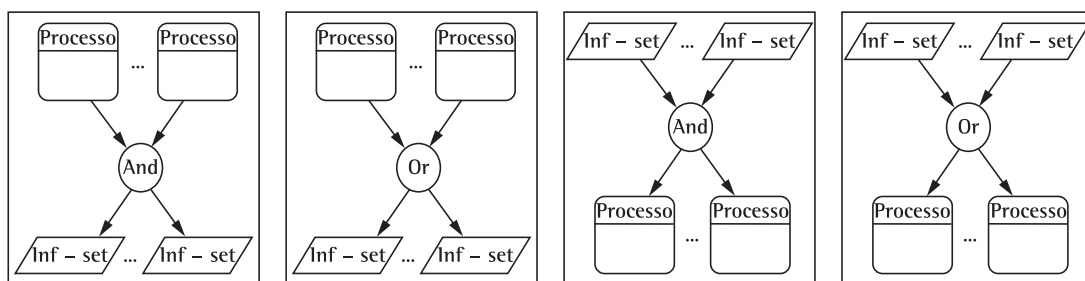 Processo ... Processo
And
Inf – set ... Inf – set
Processo ... Processo
Or
Inf – set ... Inf – set
Inf – set ... Inf – set
And
Processo ... Processo
Inf – set ... Inf – set
Or
Processo ... Processo